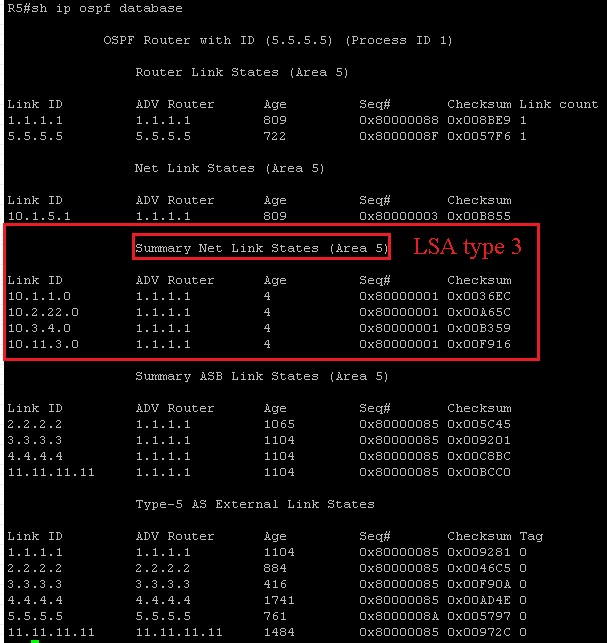 R5#sh ip ospf database
OSPF Router with ID (5.5.5.5) (Process ID 1)
Router Link States (Area 5)
Link ID ADV Router Age Seq# Checksum Link count
1.1.1.1 1.1.1.1 809 0x80000088 0x008BE9 1
5.5.5.5 5.5.5.5 722 0x8000008F 0x0057F6 1
Net Link States (Area 5)
Link ID ADV Router Age Seq# Checksum
10.1.5.1 1.1.1.1 809 0x80000003 0x00B855
Summary Net Link States (Area 5) LSA type 3
Link ID ADV Router Age Seq# Checksum
10.1.1.0 1.1.1.1 4 0x80000001 0x0036EC
10.2.22.0 1.1.1.1 4 0x80000001 0x00A65C
10.3.4.0 1.1.1.1 4 0x80000001 0x00B359
10.11.3.0 1.1.1.1 4 0x80000001 0x00F916
Summary ASB Link States (Area 5)
Link ID ADV Router Age Seq# Checksum
2.2.2.2 1.1.1.1 1065 0x80000085 0x005C45
3.3.3.3 1.1.1.1 1104 0x80000085 0x009201
4.4.4.4 1.1.1.1 1104 0x80000085 0x00C8BC
11.11.11.11 1.1.1.1 1104 0x80000085 0x00BCC0
Type-5 AS External Link States
Link ID ADV Router Age Seq# Checksum Tag
1.1.1.1 1.1.1.1 1104 0x80000085 0x009281 0
2.2.2.2 2.2.2.2 884 0x80000085 0x0046C5 0
3.3.3.3 3.3.3.3 416 0x80000085 0x00F90A 0
4.4.4.4 4.4.4.4 1741 0x80000085 0x00AD4E 0
5.5.5.5 5.5.5.5 761 0x8000008A 0x005797 0
11.11.11.11 11.11.11.11 1484 0x80000085 0x00972C 0